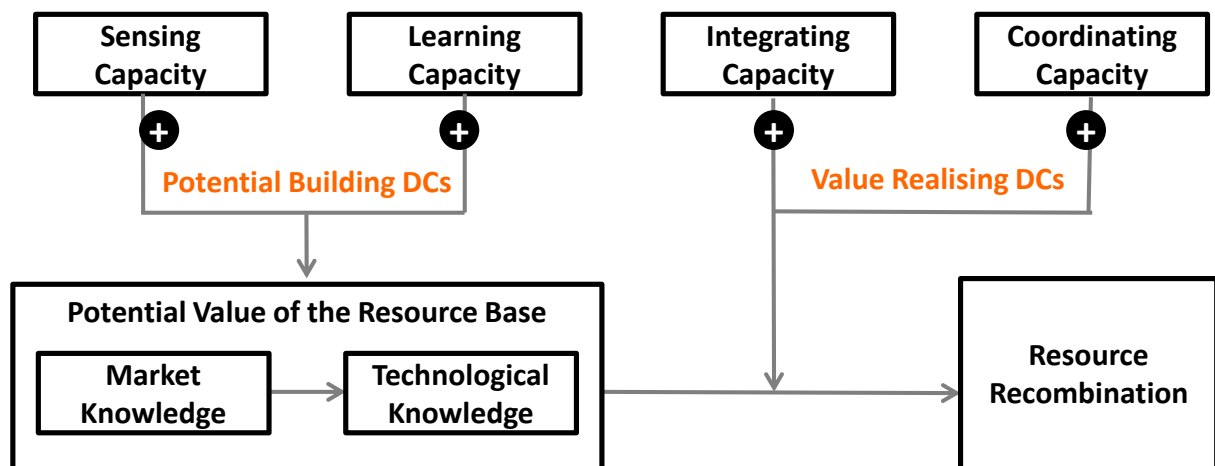 Sensing
Capacity
Learning
Capacity
Integrating
Capacity
Coordinating
Capacity
+
+
+
+
Potential Building DCs
Value Realising DCs
Potential Value of the Resource Base
Market
Knowledge
Technological
Knowledge
Resource
Recombination